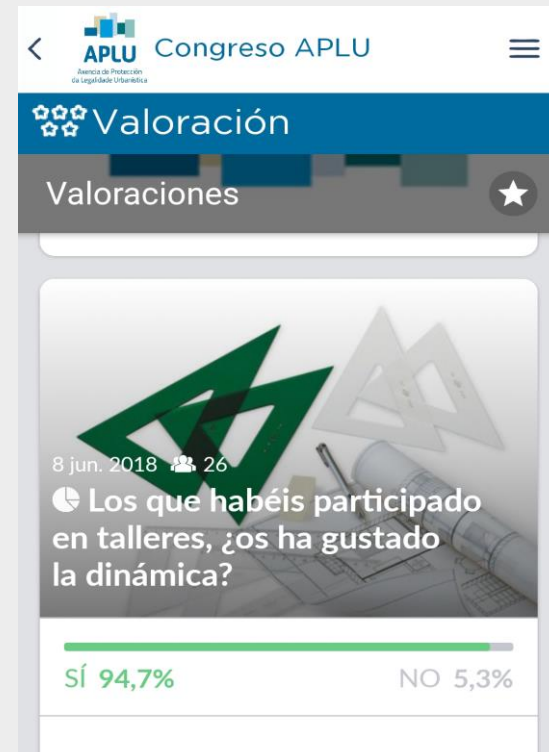 APLU
Axencia de Protección
da Legalidade Urbanística
Congreso APLU
Valoración
Valoraciones
8 jun. 2018 26
Los que habéis participado
en talleres, ¿os ha gustado
la dinámica?
SÍ 94,7% NO 5,3%